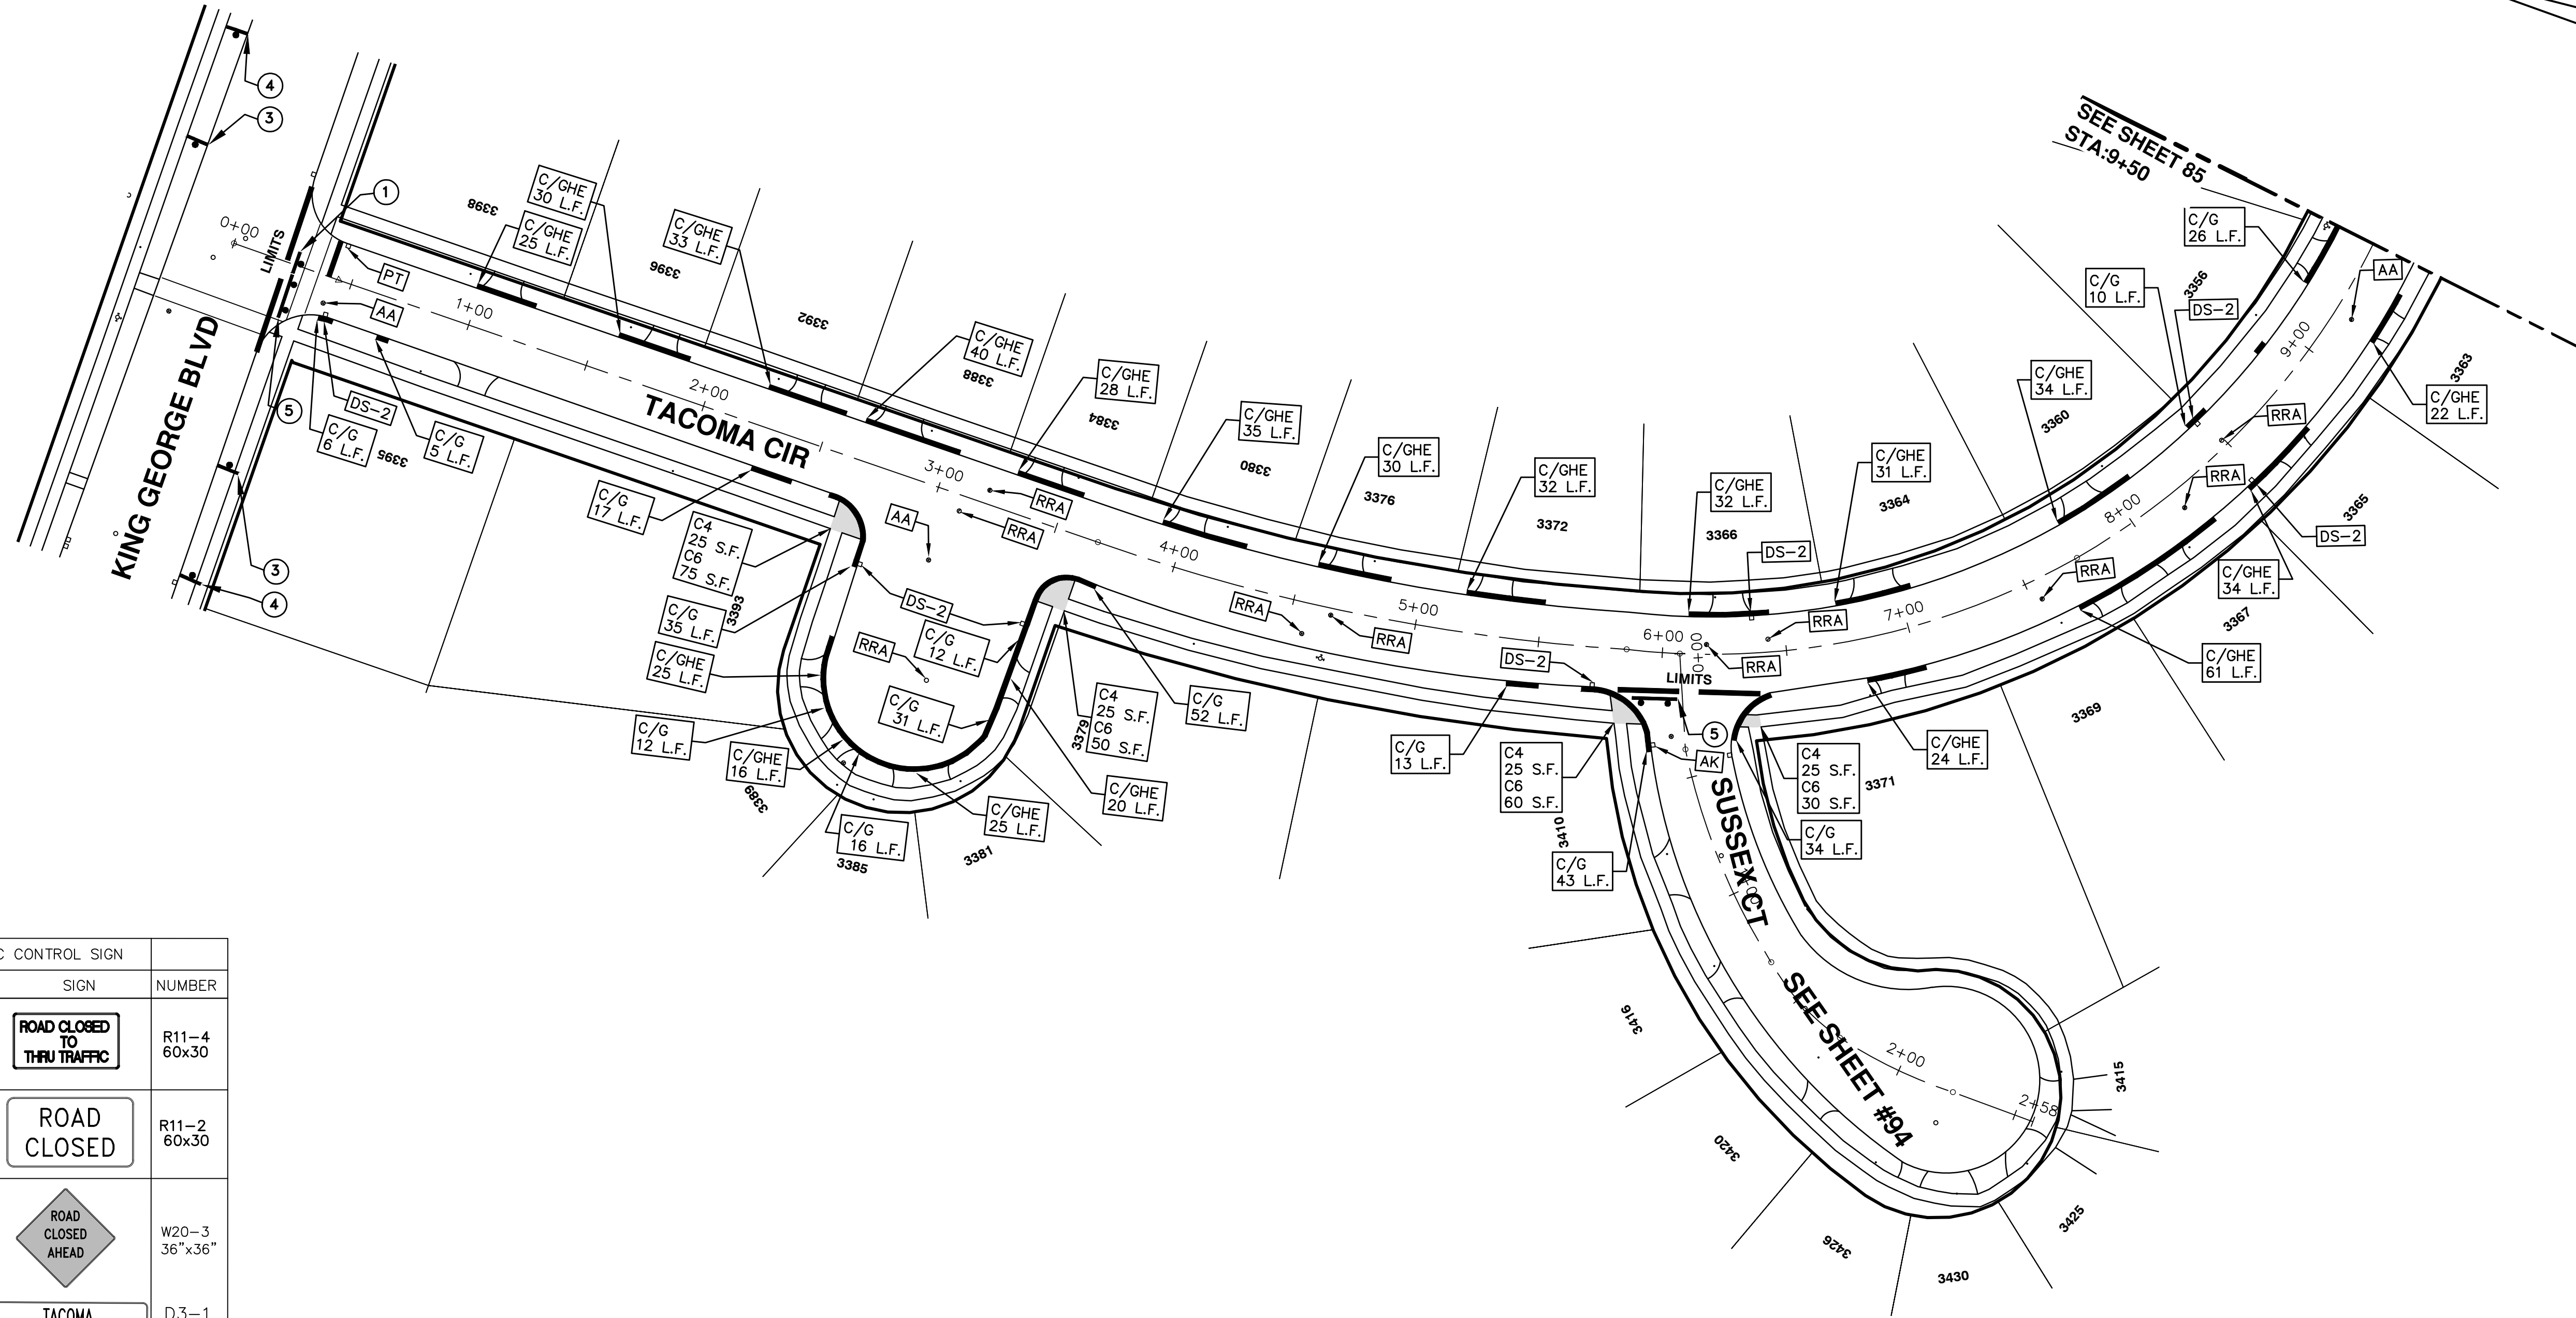 4
3
1
0+00
LIMITS
PT
AA
KING GEORGE BLVD
5
DS-2
C/G
6 L.F.
3395
C/G
5 L.F.
3
4
3398
C/GHE
30 L.F.
C/GHE
25 L.F.
1+00
3396
C/GHE
33 L.F.
3392
2+00
TACOMA CIR
C/GHE
40 L.F.
3388
C/GHE
28 L.F.
3384
3+00
RRA
RRA
AA
C/G
17 L.F.
C4
25 S.F.
C6
75 S.F.
3393
C/G
35 L.F.
C/GHE
25 L.F.
DS-2
C/G
12 L.F.
RRA
C/G
31 L.F.
C/G
12 L.F.
C/GHE
16 L.F.
3389
C/G
16 L.F.
3385
3381
C/GHE
25 L.F.
C/GHE
20 L.F.
3379
C4
25 S.F.
C6
50 S.F.
C/G
52 L.F.
C/GHE
35 L.F.
3380
4+00
C/GHE
30 L.F.
3376
RRA
RRA
5+00
C/GHE
32 L.F.
3372
C/GHE
32 L.F.
3366
DS-2
C/GHE
31 L.F.
3364
6+00
0+00
RRA
RRA
7+00
DS-2
LIMITS
C/G
13 L.F.
C4
25 S.F.
C6
60 S.F.
3410
C/G
43 L.F.
5
AK
C4
25 S.F.
C6
30 S.F.
3371
C/G
34 L.F.
C/GHE
24 L.F.
3369
C/GHE
61 L.F.
3367
C/GHE
34 L.F.
DS-2
3365
RRA
8+00
RRA
RRA
C/GHE
34 L.F.
3360
C/G
10 L.F.
DS-2
3356
C/G
26 L.F.
9+00
AA
3363
C/GHE
22 L.F.
SEE SHEET 85
STA:9+50
SUSSEX CT
SEE SHEET #94
2+00
2+58
3416
3420
3426
3430
3425
3415
C CONTROL SIGN
SIGN NUMBER
ROAD CLOSED
TO
THRU TRAFFIC
R11-4
60x30
ROAD
CLOSED
R11-2
60x30
ROAD
CLOSED
AHEAD
W20-3
36"x36"
TACOMA
D3-1